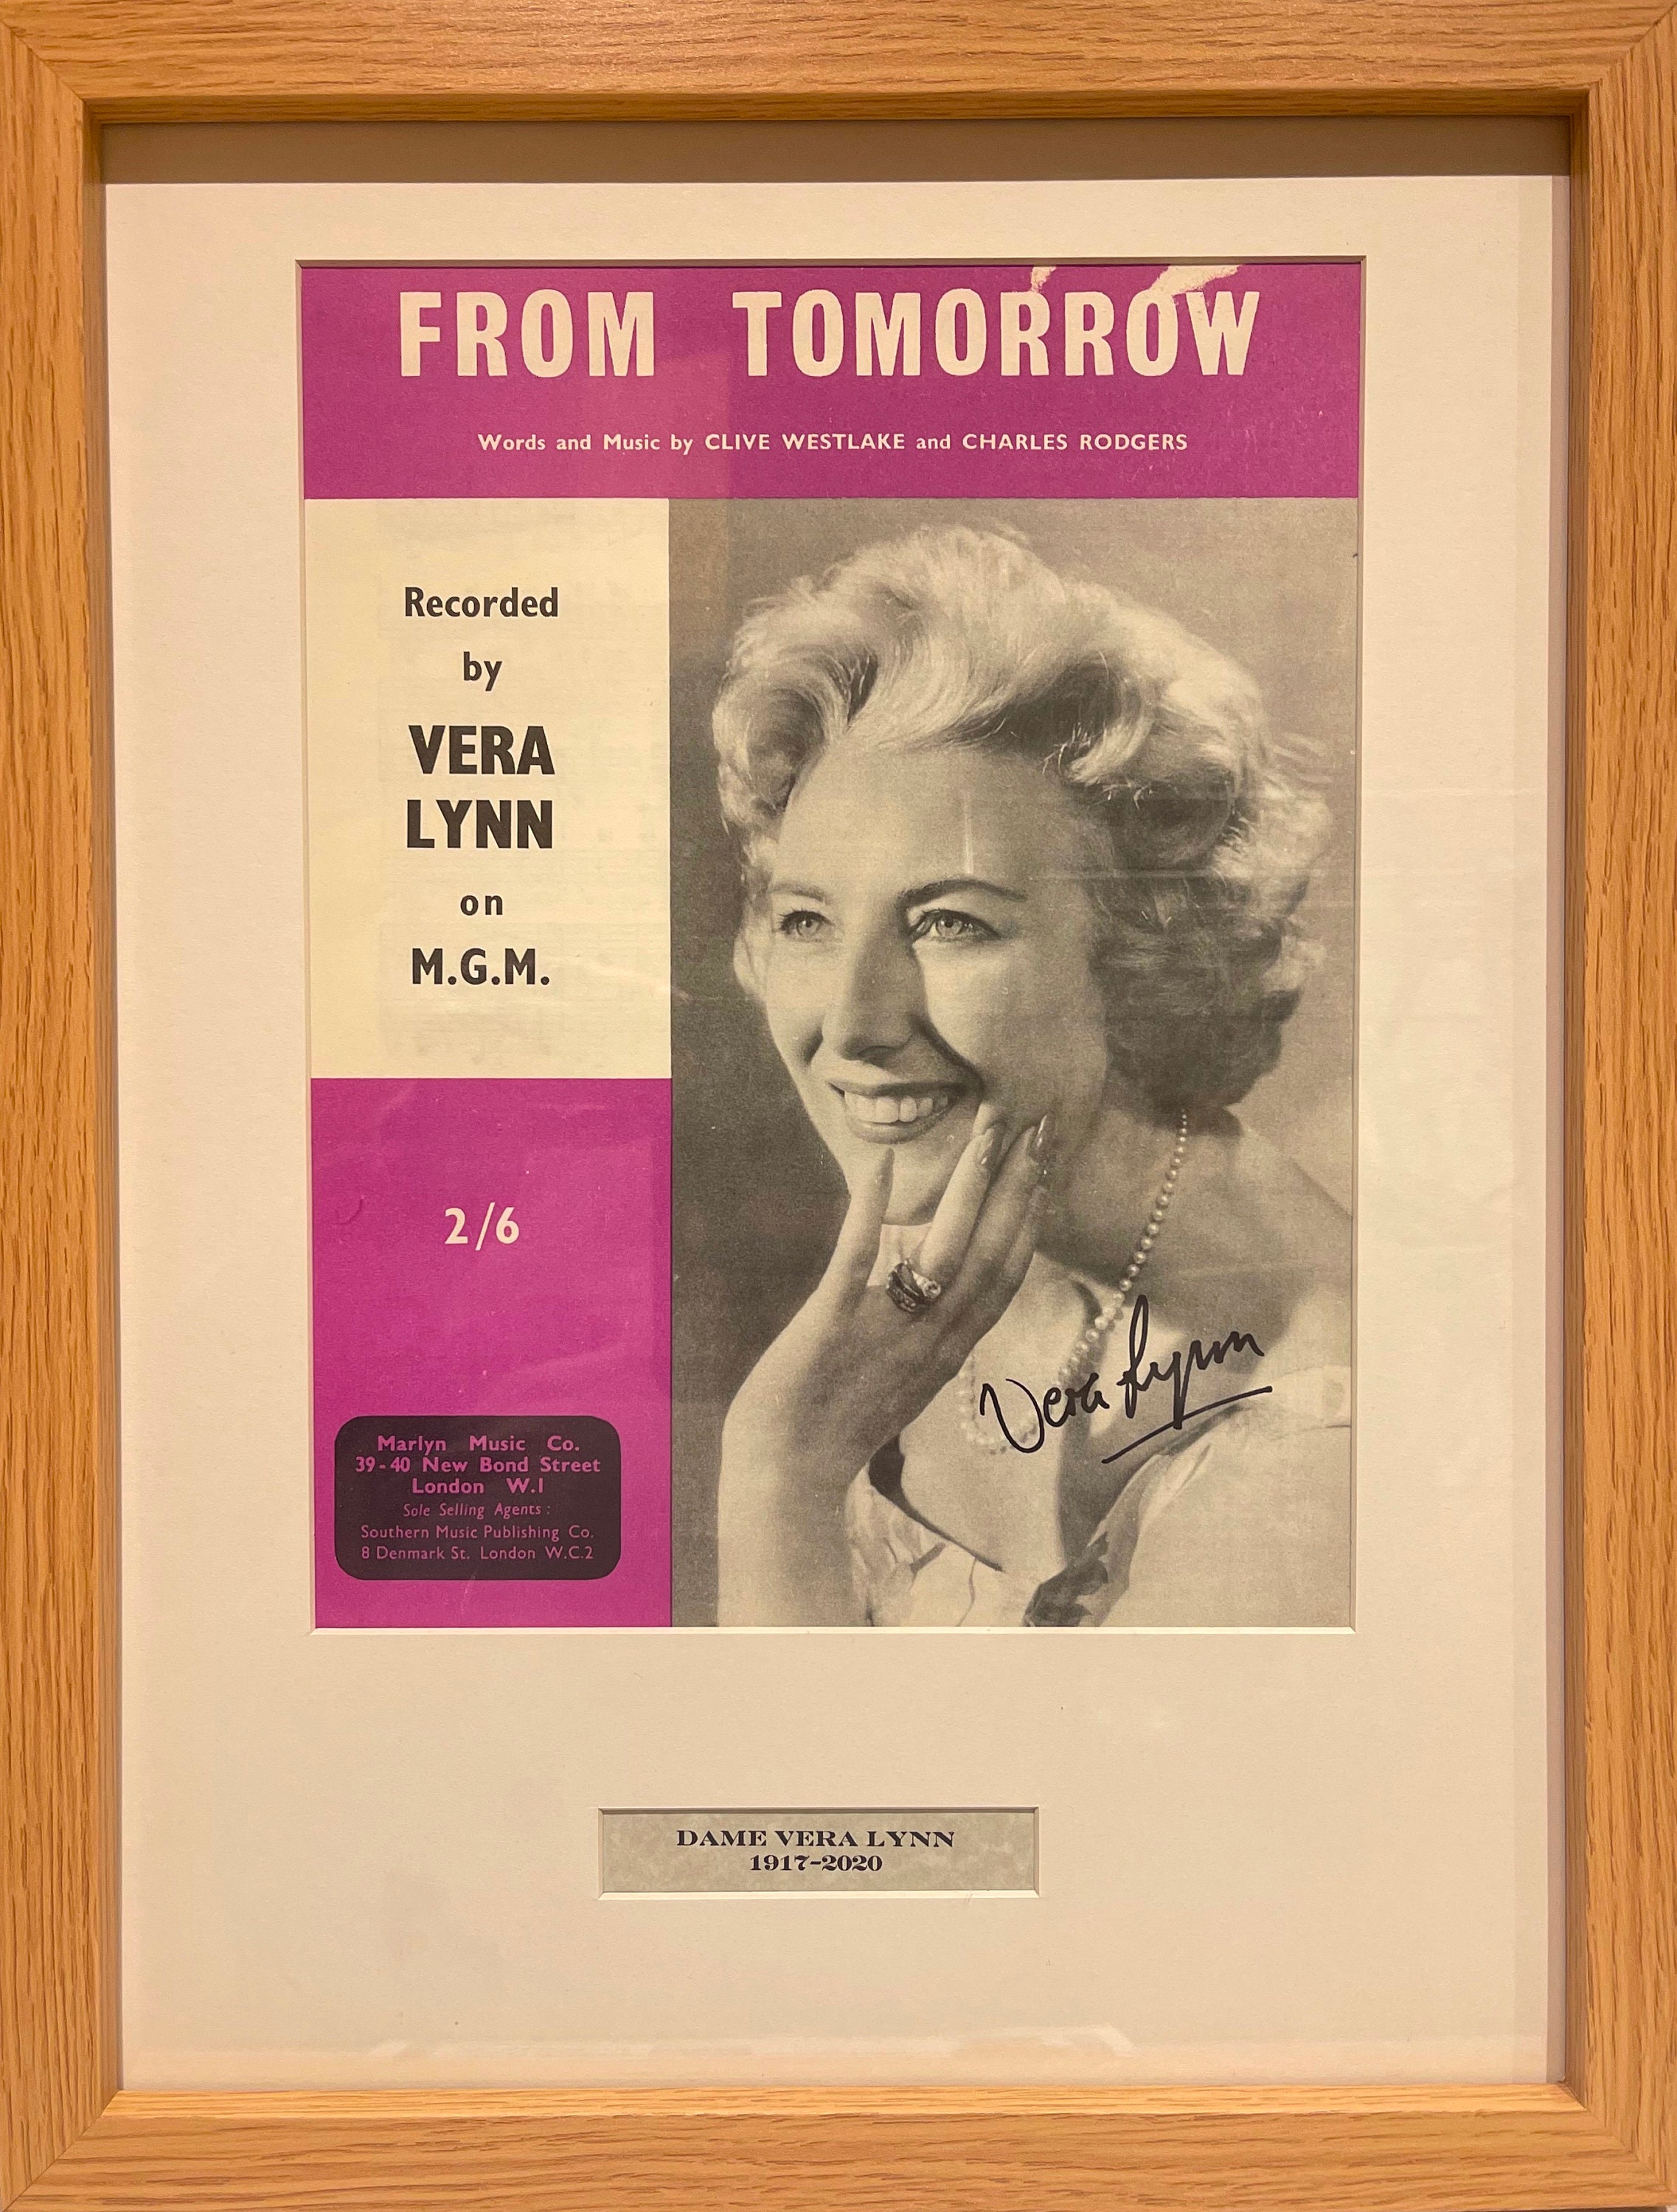 FROM TOMORROW
Words and Music by CLIVE WESTLAKE and CHARLES RODGERS
Recorded
by
VERA
LYNN
on
M.G.M.
2/6
Marlyn Music Co.
39-40 New Bond Street
London W.1
Sole Selling Agents:
Southern Music Publishing Co.
8 Denmark St. London W.C.2
Vera Lynn
DAME VERA LYNN
1917-2020